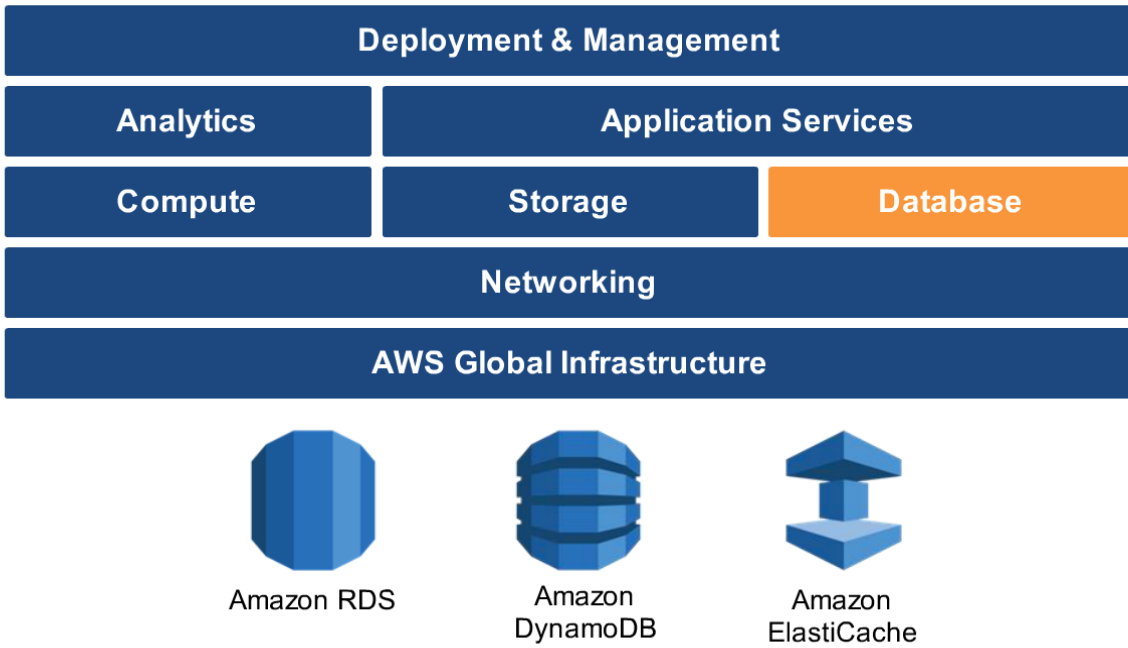 Deployment & Management
Analytics
Application Services
Compute
Storage
Database
Networking
AWS Global Infrastructure
Amazon RDS
Amazon
DynamoDB
Amazon
ElastiCache